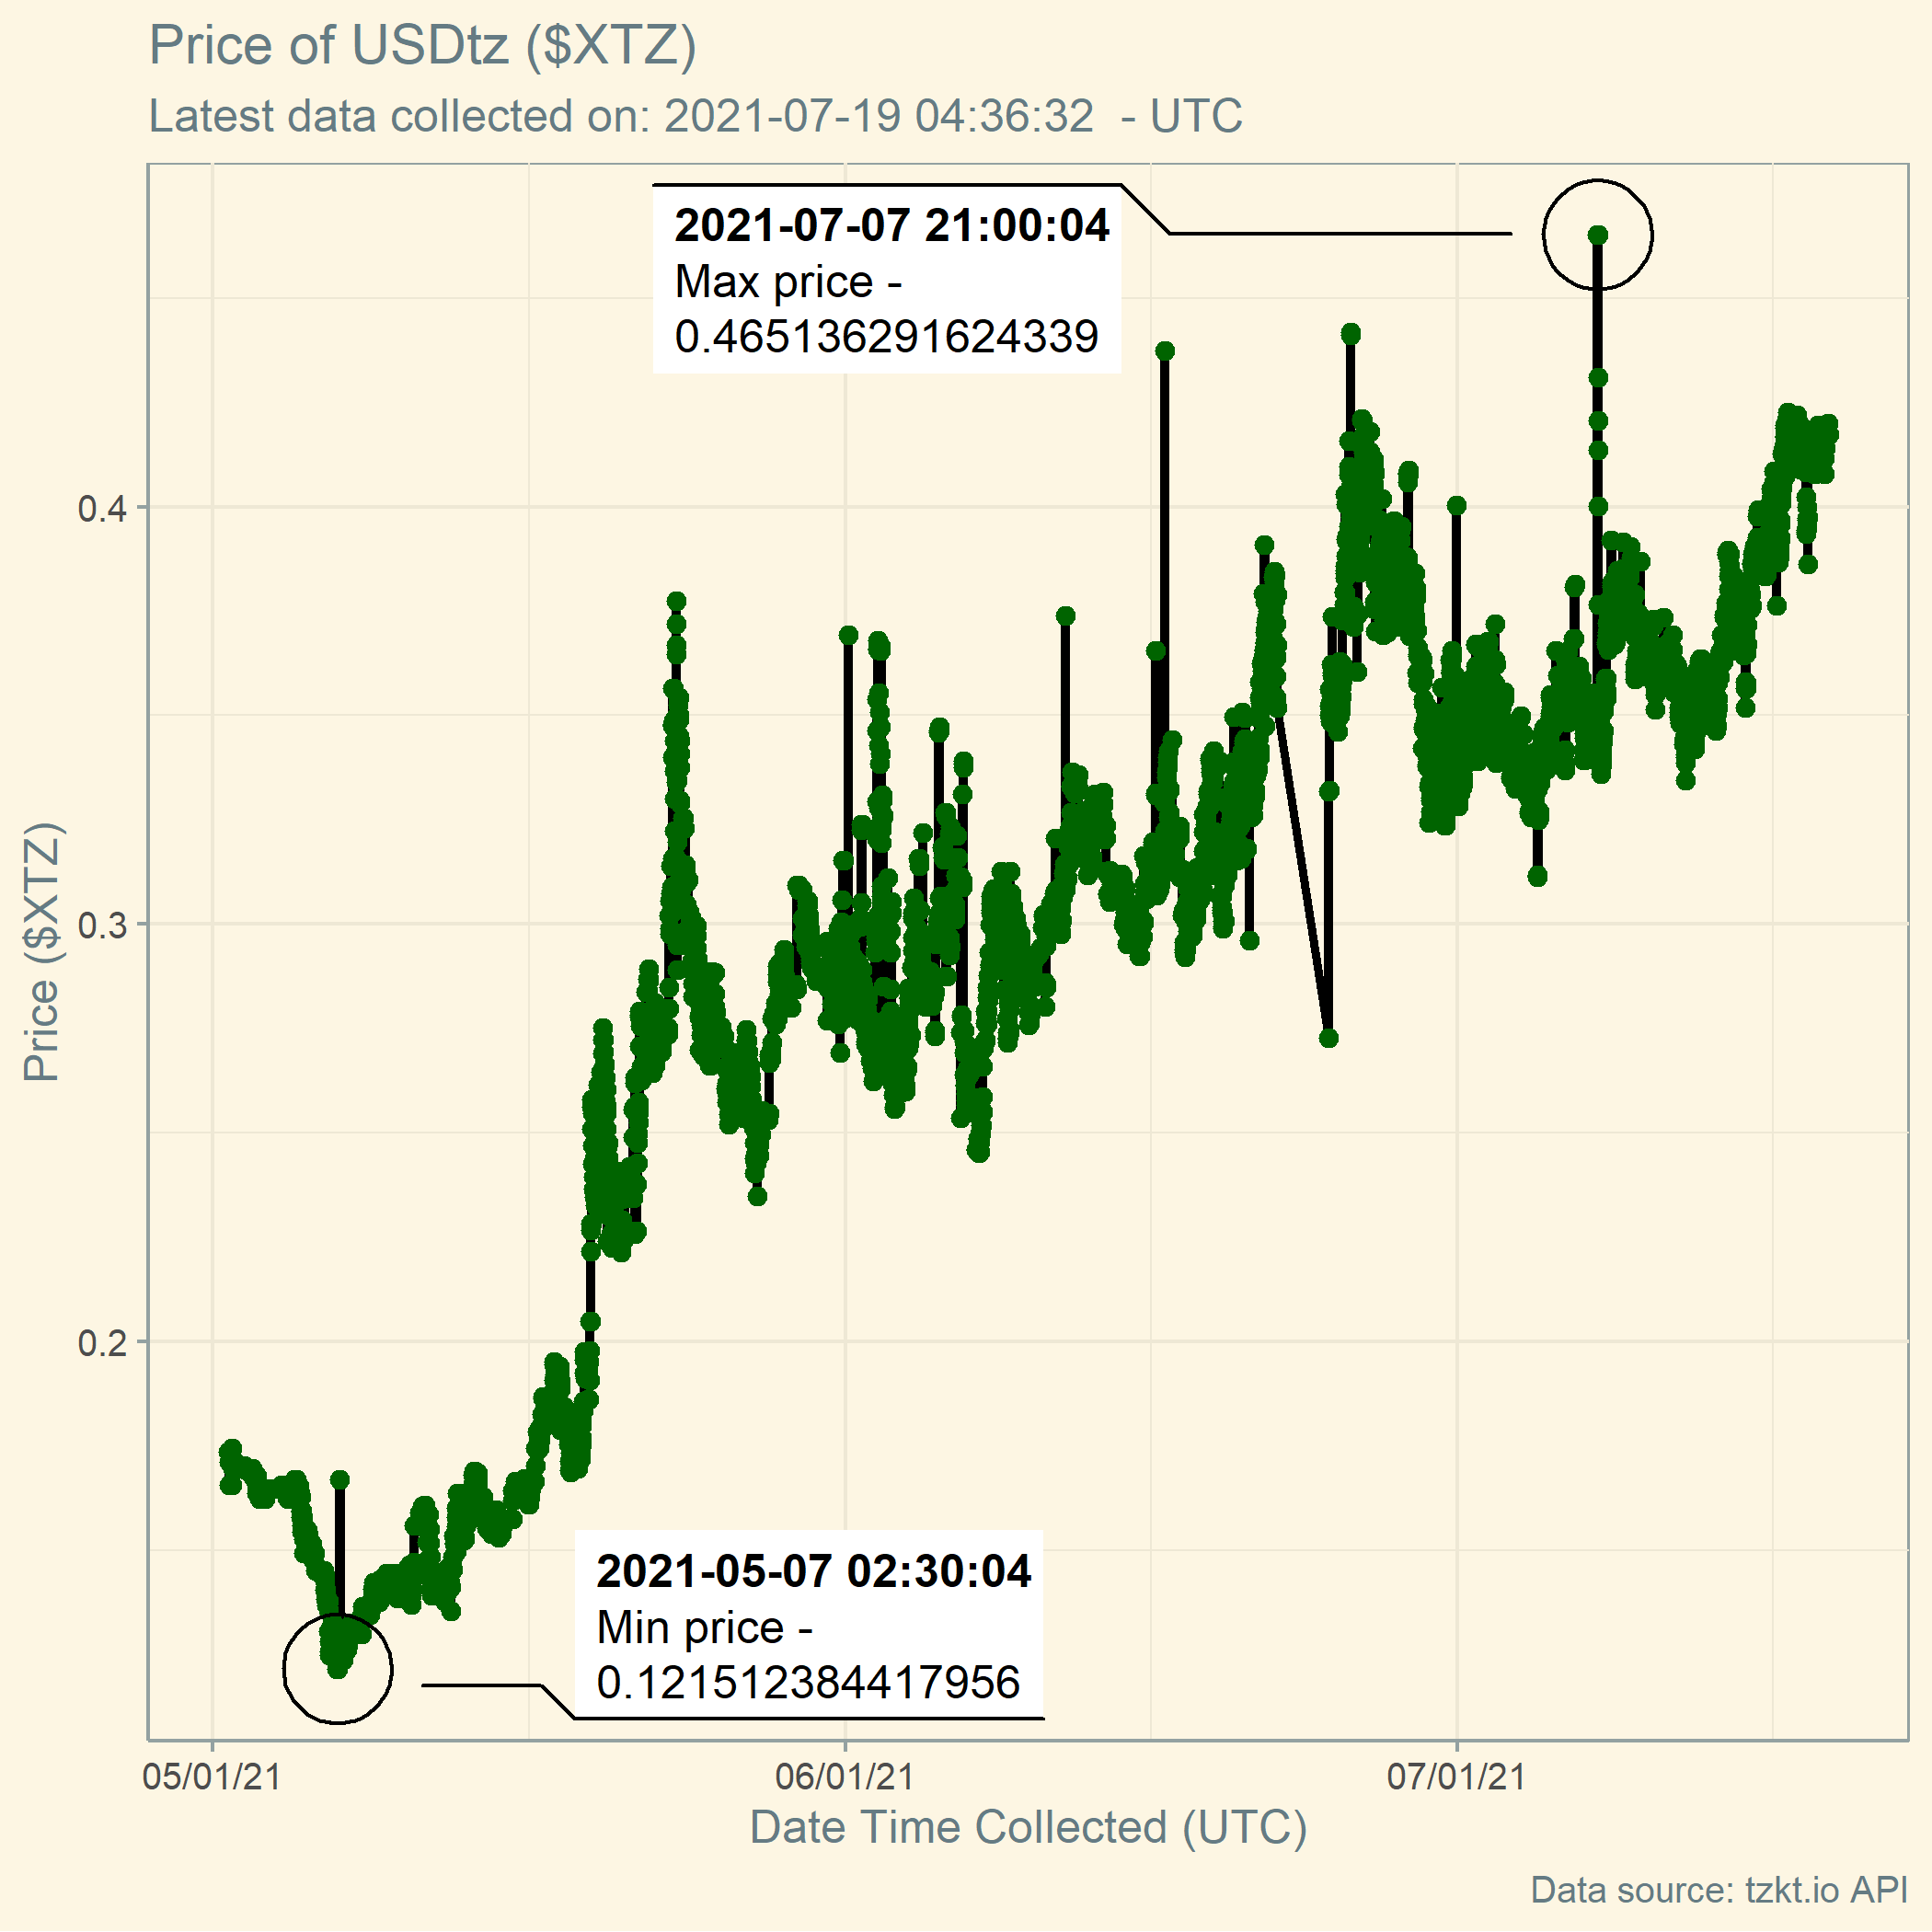 Price of USDtz ($XTZ)
Latest data collected on: 2021-07-19 04:36:32  - UTC
2021-07-07 21:00:04
Max price -
0.465136291624339
0.4
0.3
0.2
Price ($XTZ)
2021-05-07 02:30:04
Min price -
0.121512384417956
05/01/21
06/01/21
07/01/21
Date Time Collected (UTC)
Data source: tzkt.io API